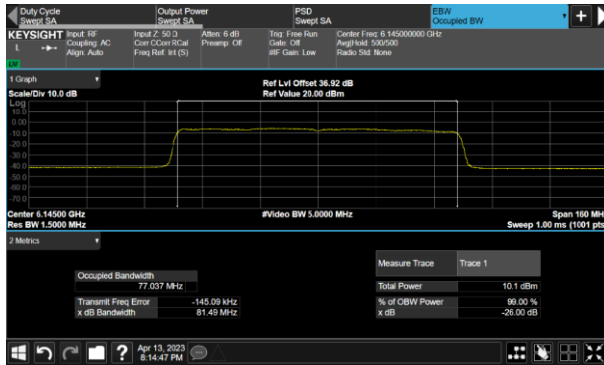 Duty Cycle
Swept SA
Output Power
Swept SA
PSD
Swept SA
EBW
Occupied BW
KEYSIGHT
L
Input: RF
Coupling: AC
Align: Auto
Input Z: 50 Ω
Corr CCorr RCal
Freq Ref: Int (S)
Atten: 6 dB
Preamp: Off
Trig: Free Run
Gate: Off
#IF Gain: Low
Center Freq: 6.145000000 GHz
Avg|Hold: 500/500
Radio Std: None
1 Graph
Scale/Div 10.0 dB
Ref Lvl Offset 36.92 dB
Ref Value 20.00 dBm
Log
10.0
0.00
-10.0
-20.0
-30.0
-40.0
-50.0
-60.0
-70.0
Center 6.14500 GHz
Res BW 1.5000 MHz
#Video BW 5.0000 MHz
Span 160 MH
Sweep 1.00 ms (1001 pts
2 Metrics
Measure Trace
Trace 1
Occupied Bandwidth
77.037 MHz
Total Power
10.1 dBm
Transmit Freq Error
-145.09 kHz
% of OBW Power
99.00 %
x dB Bandwidth
81.49 MHz
x dB
-26.00 dB
?
Apr 13, 2023
8:14:47 PM